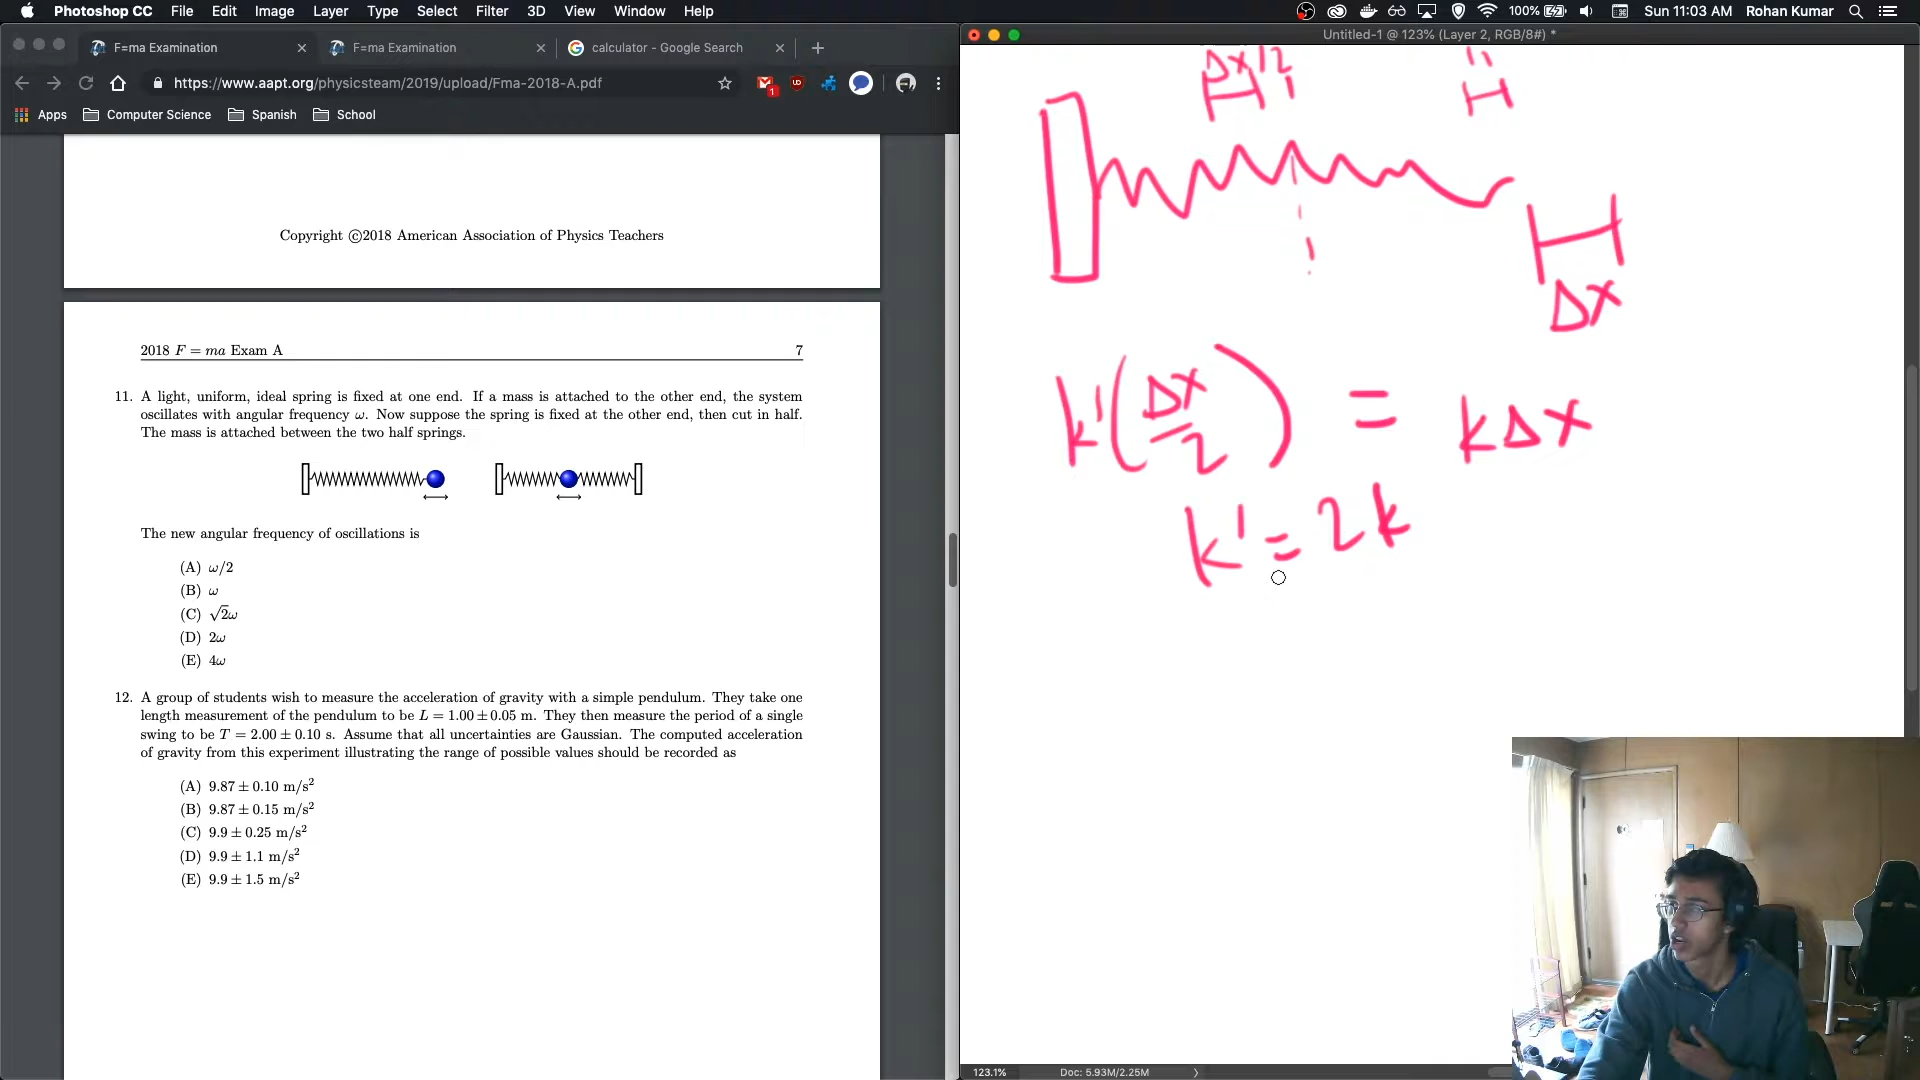 Photoshop CC File Edit Image Layer Type Select Filter 3D View Window Help 100% Sun 11:03 AM Rohan Kumar
F=ma Examination F=ma Examination calculator - Google Search
https://www.aapt.org/physicsteam/2019/upload/Fma-2018-A.pdf
1
Apps Computer Science Spanish School
Copyright ©2018 American Association of Physics Teachers
2018 F = ma Exam A 7
11. A light, uniform, ideal spring is fixed at one end. If a mass is attached to the other end, the system
oscillates with angular frequency ω. Now suppose the spring is fixed at the other end, then cut in half.
The mass is attached between the two half springs.
The new angular frequency of oscillations is
(A) ω/2
(B) ω
(C) √2ω
(D) 2ω
(E) 4ω
12. A group of students wish to measure the acceleration of gravity with a simple pendulum. They take one
length measurement of the pendulum to be L = 1.00 ± 0.05 m. They then measure the period of a single
swing to be T = 2.00 ± 0.10 s. Assume that all uncertainties are Gaussian. The computed acceleration
of gravity from this experiment illustrating the range of possible values should be recorded as
(A) 9.87 ± 0.10 m/s²
(B) 9.87 ± 0.15 m/s²
(C) 9.9 ± 0.25 m/s²
(D) 9.9 ± 1.1 m/s²
(E) 9.9 ± 1.5 m/s²
Untitled-1 @ 123% (Layer 2, RGB/8#) *
Δx/2
"
Δx
k'(Δx/2) = kΔx
k' = 2k
123.1% Doc: 5.93M/2.25M